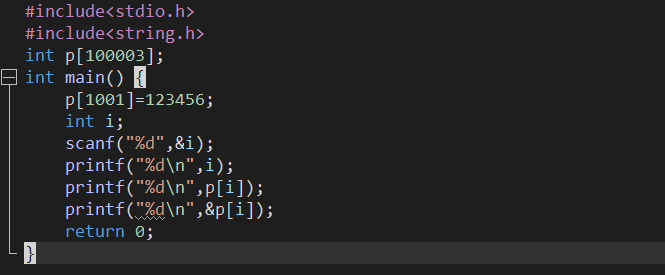 #include<stdio.h>
#include<string.h>
int p[100003];
int main() {
    p[1001]=123456;
    int i;
    scanf("%d",&i);
    printf("%d\n",i);
    printf("%d\n",p[i]);
    printf("%d\n",&p[i]);
    return 0;
}